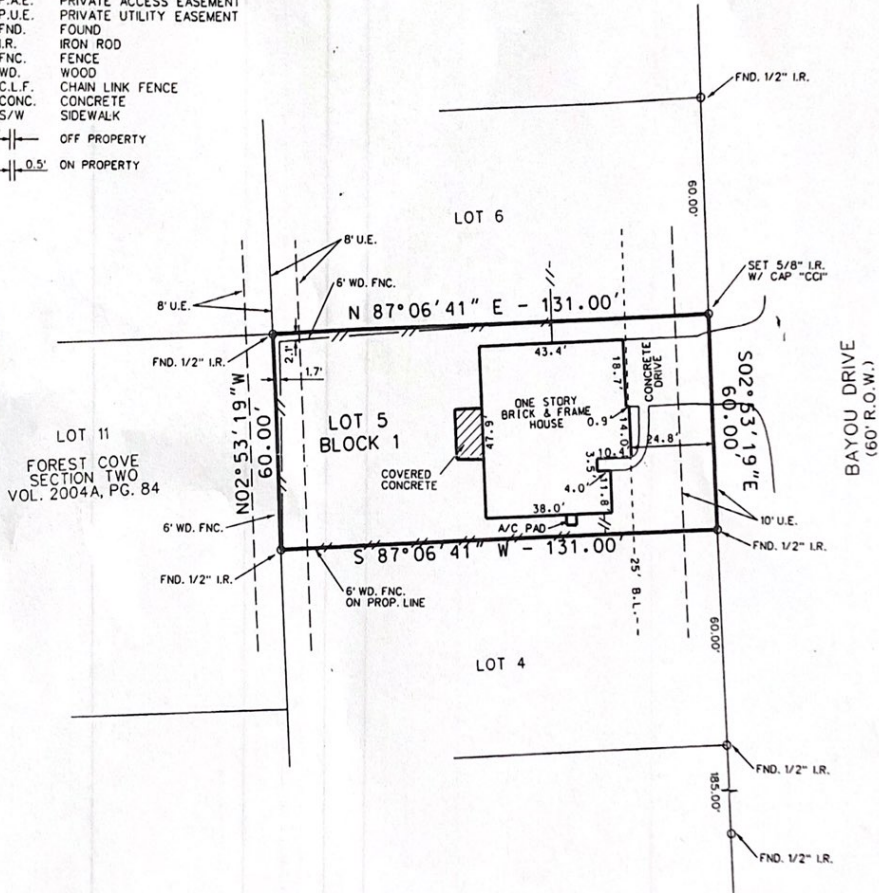 P.A.E. PRIVATE ACCESS EASEMENT
P.U.E. PRIVATE UTILITY EASEMENT
FND. FOUND
I.R. IRON ROD
FNC. FENCE
WD. WOOD
C.L.F. CHAIN LINK FENCE
CONC. CONCRETE
S/W SIDEWALK
OFF PROPERTY
0.5' ON PROPERTY
FND. 1/2" I.R.
60.00'
LOT 6
8' U.E.
6' WD. FNC.
8' U.E.
SET 5/8" I.R.
W/ CAP "CCI"
N 87°06'41" E - 131.00'
FND. 1/2" I.R.
2.1'
1.7'
43.4'
18.7'
CONCRETE
DRIVE
ONE STORY
BRICK & FRAME
HOUSE
0.9'
14.0'
24.8'
LOT 5
BLOCK 1
47.9'
10.4'
3.5'
4.0'
11.8'
38.0'
COVERED
CONCRETE
A/C PAD
N02°53'19"W
60.00'
S02°53'19"E
60.00'
BAYOU DRIVE
(60' R.O.W.)
LOT 11
FOREST COVE
SECTION TWO
VOL. 2004A, PG. 84
6' WD. FNC.
10' U.E.
FND. 1/2" I.R.
S 87°06'41" W - 131.00'
FND. 1/2" I.R.
6' WD. FNC.
ON PROP. LINE
25' B.L.
60.00'
LOT 4
FND. 1/2" I.R.
185.00'
FND. 1/2" I.R.